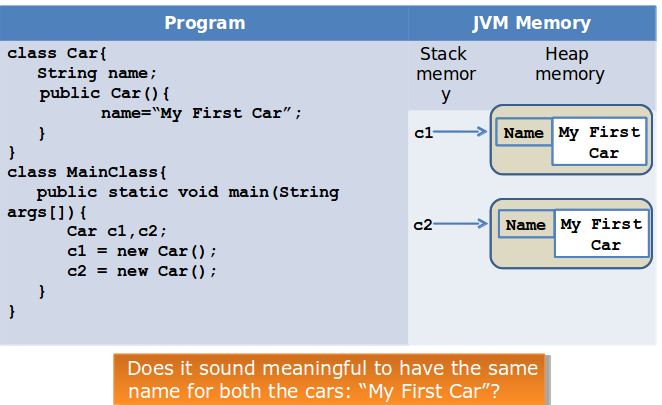 Program
JVM Memory
class Car{
String name;
public Car(){
name=“My First Car”;
}
}
class MainClass{
public static void main(String
args[]){
Car c1,c2;
c1 = new Car();
c2 = new Car();
}
}
Stack
memor
y
Heap
memory
c1
Name
My First
Car
c2
Name
My First
Car
Does it sound meaningful to have the same
name for both the cars: “My First Car”?